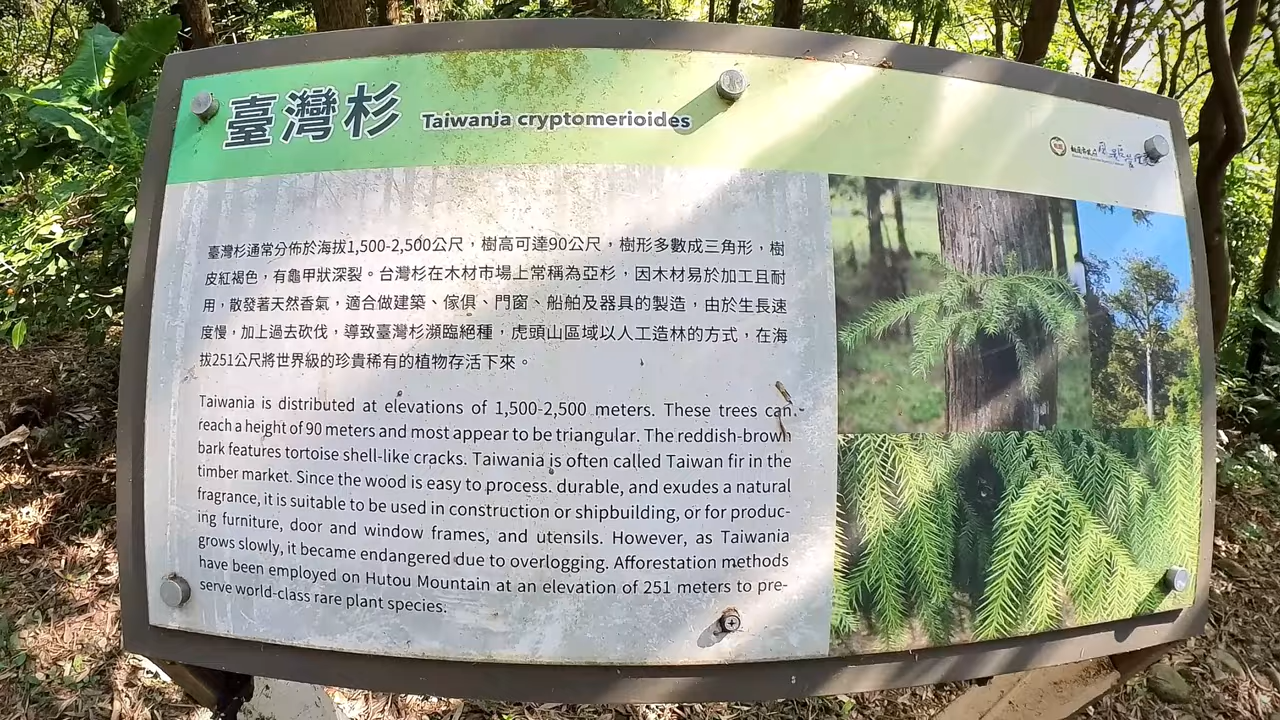 臺灣杉 Taiwania cryptomerioides
臺灣杉通常分佈於海拔1,500-2,500公尺，樹高可達90公尺，樹形多數成三角形，樹
皮紅褐色，有龜甲狀深裂。台灣杉在木材市場上常稱為亞杉，因木材易於加工且耐
用，散發著天然香氣，適合做建築、傢俱、門窗、船舶及器具的製造，由於生長速
度慢，加上過去砍伐，導致臺灣杉瀕臨絕種，虎頭山區域以人工造林的方式，在海
拔251公尺將世界級的珍貴稀有的植物存活下來。
Taiwania is distributed at elevations of 1,500-2,500 meters. These trees can
reach a height of 90 meters and most appear to be triangular. The reddish-brown
bark features tortoise shell-like cracks. Taiwania is often called Taiwan fir in the
timber market. Since the wood is easy to process. durable, and exudes a natural
fragrance, it is suitable to be used in construction or shipbuilding, or for produc-
ing furniture, door and window frames, and utensils. However, as Taiwania
grows slowly, it became endangered due to overlogging. Afforestation methods
have been employed on Hutou Mountain at an elevation of 251 meters to pre-
serve world-class rare plant species.